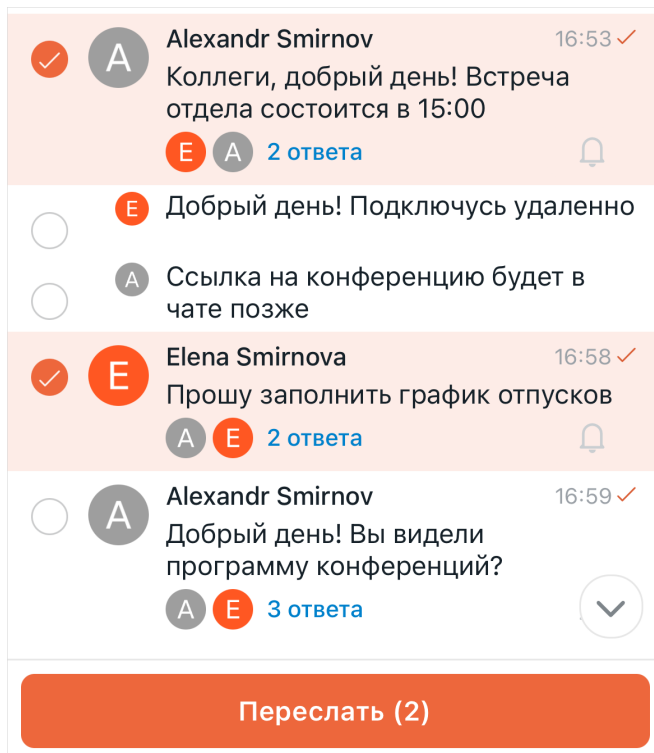 A
Alexandr Smirnov 16:53
Коллеги, добрый день! Встреча
отдела состоится в 15:00
E A 2 ответа
E Добрый день! Подключусь удаленно
A Ссылка на конференцию будет в
чате позже
E
Elena Smirnova 16:58
Прошу заполнить график отпусков
A E 2 ответа
A
Alexandr Smirnov 16:59
Добрый день! Вы видели
программу конференций?
A E 3 ответа
Переслать (2)